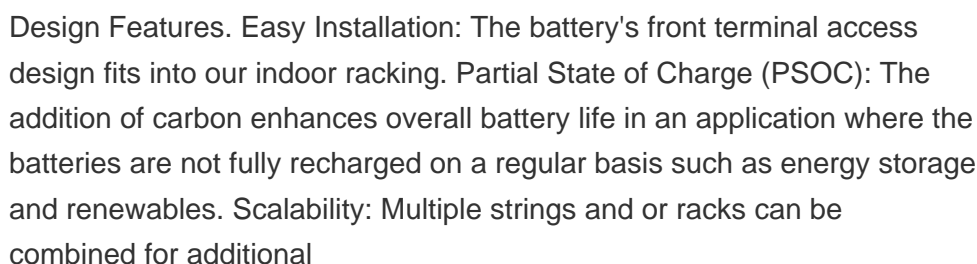 Design Features. Easy Installation: The battery's front terminal access
design fits into our indoor racking. Partial State of Charge (PSOC): The
addition of carbon enhances overall battery life in an application where the
batteries are not fully recharged on a regular basis such as energy storage
and renewables. Scalability: Multiple strings and or racks can be
combined for additional